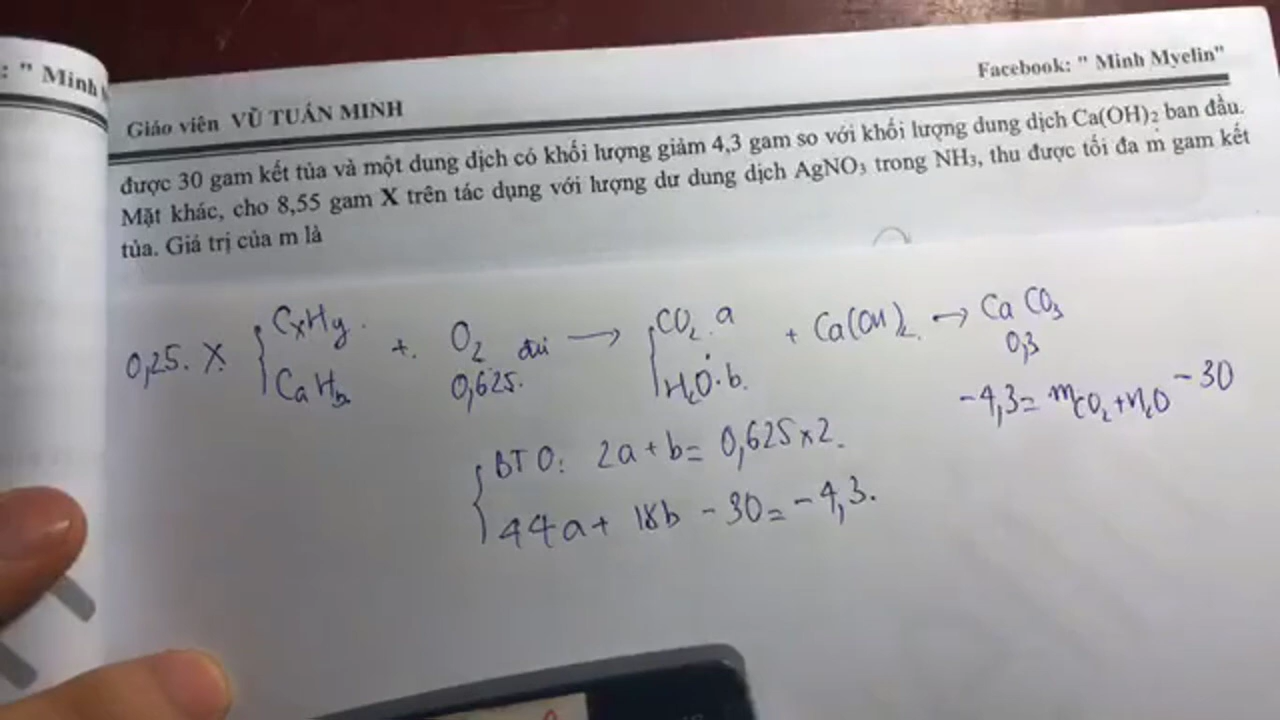 : " Minh
Giáo viên VŨ TUẤN MINH
Facebook: " Minh Myelin"
được 30 gam kết tủa và một dung dịch có khối lượng giảm 4,3 gam so với khối lượng dung dịch Ca(OH)₂ ban đầu.
Mặt khác, cho 8,55 gam X trên tác dụng với lượng dư dung dịch AgNO₃ trong NH₃, thu được tối đa m gam kết
tủa. Giá trị của m là
0,25. X { CxHy + O₂ đủ → { CO₂ a + Ca(OH)₂ → CaCO₃
CaHb 0,625. H₂O b. 0,3
-4,3 = mCO₂+H₂O - 30
BT O: 2a + b = 0,625 x 2.
44a + 18b - 30 = - 4,3.